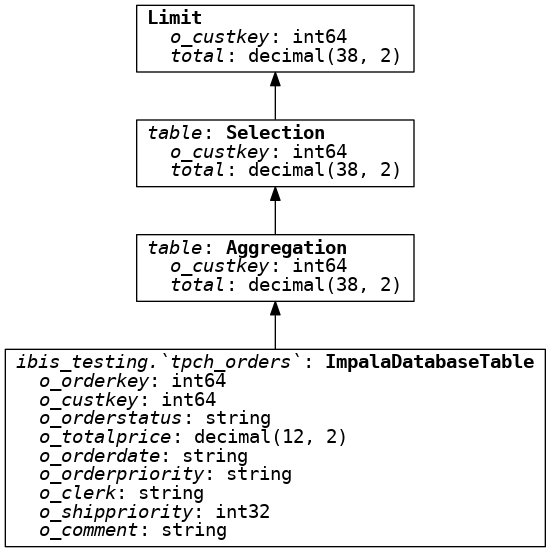 Limit
o_custkey: int64
total: decimal(38, 2)
table: Selection
o_custkey: int64
total: decimal(38, 2)
table: Aggregation
o_custkey: int64
total: decimal(38, 2)
ibis_testing.`tpch_orders`: ImpalaDatabaseTable
o_orderkey: int64
o_custkey: int64
o_orderstatus: string
o_totalprice: decimal(12, 2)
o_orderdate: string
o_orderpriority: string
o_clerk: string
o_shippriority: int32
o_comment: string